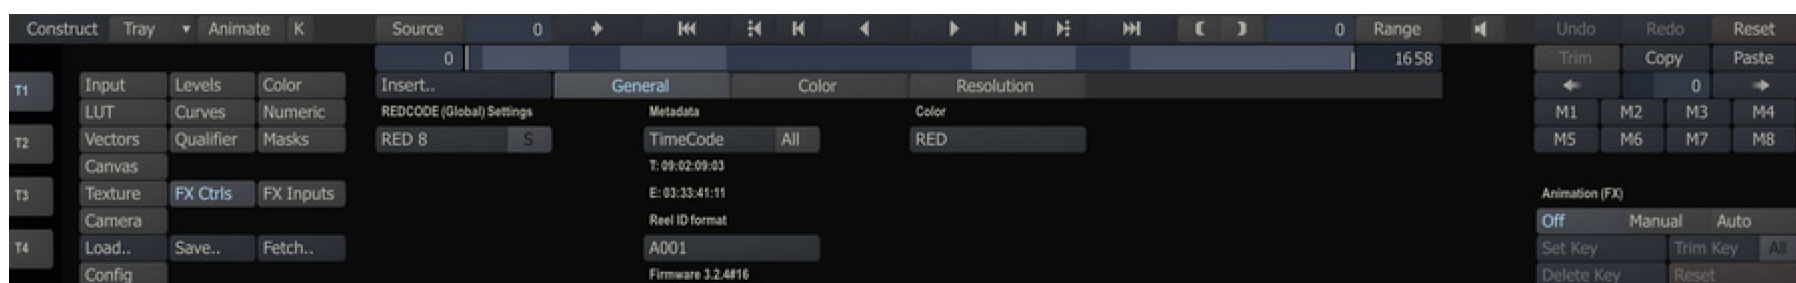 Construct Tray Animate K Source 0 0 Range Undo Redo Reset
0 1658 Trim Copy Paste
T1 Input Levels Color Insert.. General Color Resolution 0
LUT Curves Numeric REDCODE (Global) Settings Metadata Color M1 M2 M3 M4
T2 Vectors Qualifier Masks RED 8 S TimeCode All RED M5 M6 M7 M8
Canvas T: 09:02:09:03
T3 Texture FX Ctrls FX Inputs E: 03:33:41:11 Animation (FX)
Camera Reel ID format Off Manual Auto
T4 Load.. Save.. Fetch.. A001 Set Key Trim Key All
Config Firmware 3.2.4#16 Delete Key Reset